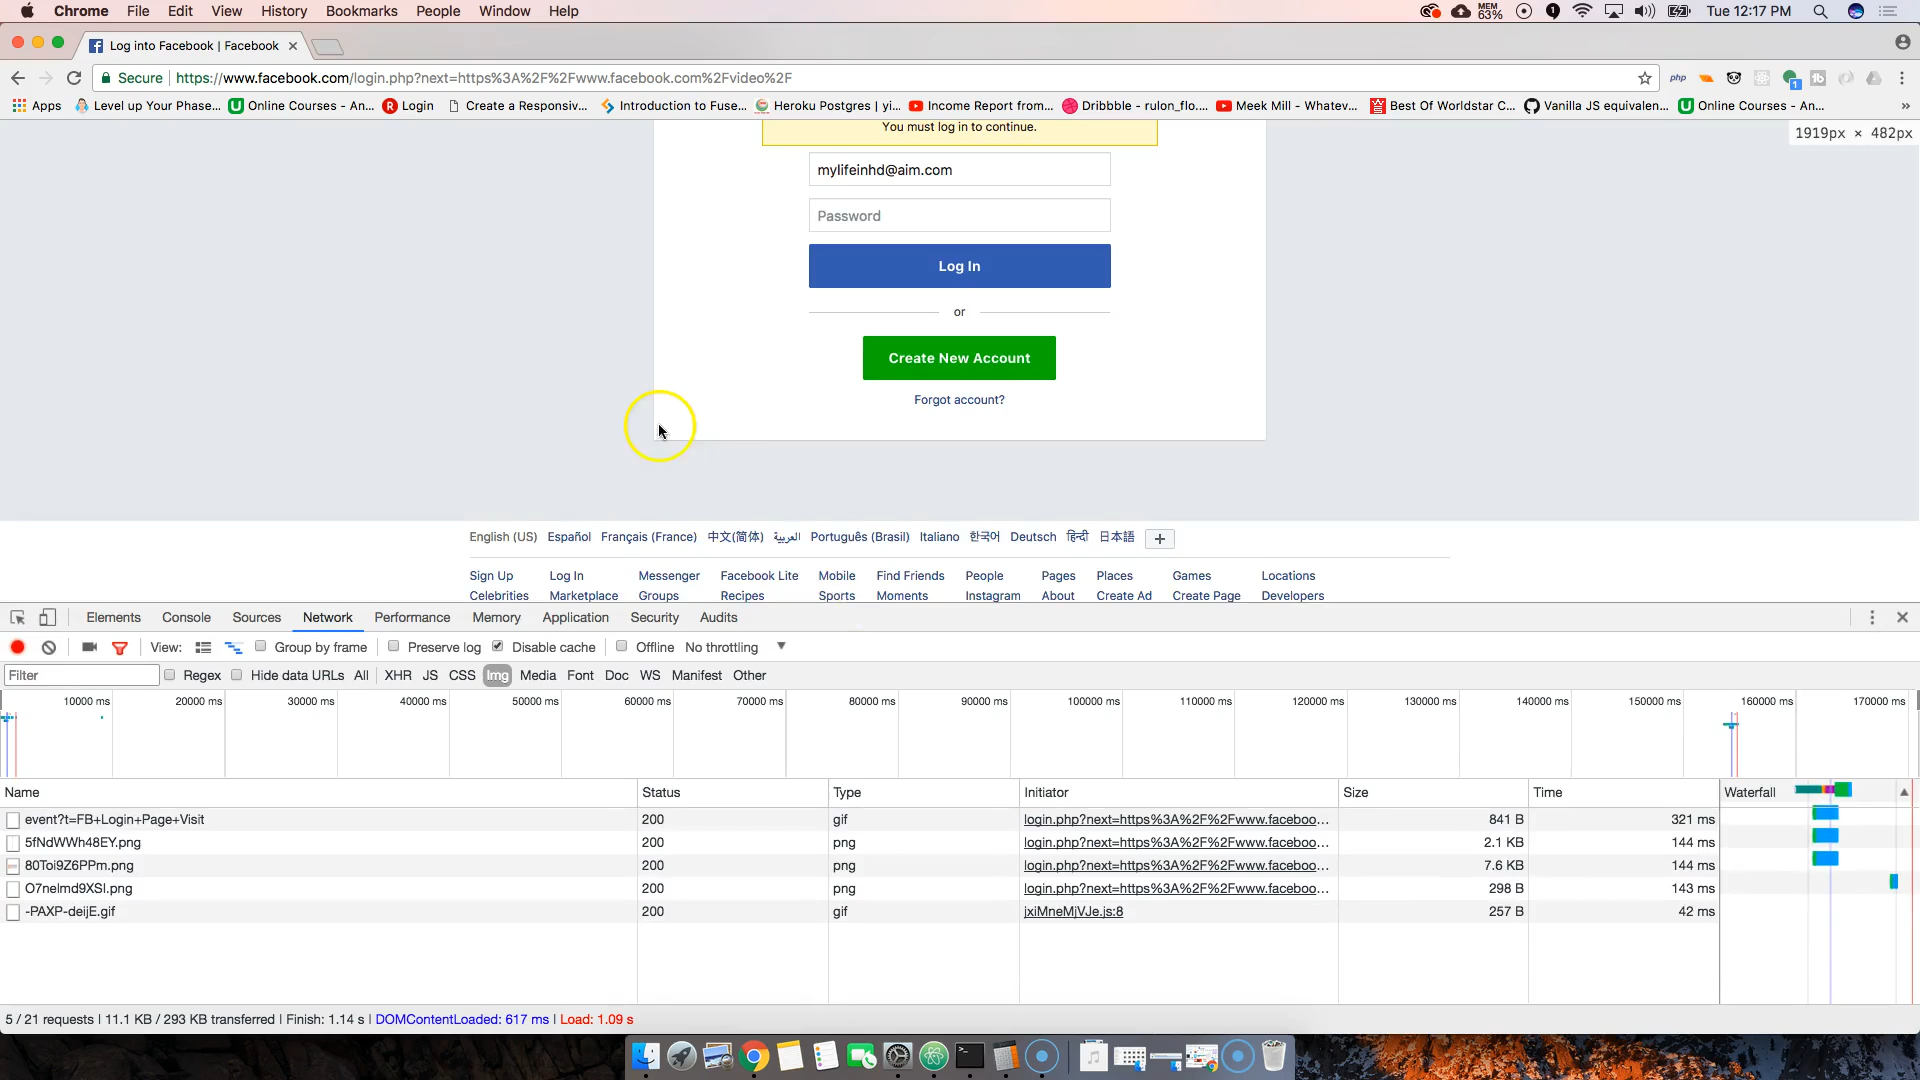 Chrome File Edit View History Bookmarks People Window Help MEM 63% Tue 12:17 PM
Log into Facebook | Facebook
Secure https://www.facebook.com/login.php?next=https%3A%2F%2Fwww.facebook.com%2Fvideo%2F php
Apps Level up Your Phase... Online Courses - An... Login Create a Responsiv... Introduction to Fuse... Heroku Postgres | yi... Income Report from... Dribbble - rulon_flo.... Meek Mill - Whatev... Best Of Worldstar C... Vanilla JS equivalen... Online Courses - An... »
You must log in to continue. 1919px × 482px
mylifeinhd@aim.com
Password
Log In
or
Create New Account
Forgot account?
English (US) Español Français (France) 中文(简体) العربية Português (Brasil) Italiano 한국어 Deutsch हिन्दी 日本語 +
Sign Up Log In Messenger Facebook Lite Mobile Find Friends People Pages Places Games Locations
Celebrities Marketplace Groups Recipes Sports Moments Instagram About Create Ad Create Page Developers
Elements Console Sources Network Performance Memory Application Security Audits
View: Group by frame Preserve log Disable cache Offline No throttling
Filter Regex Hide data URLs All XHR JS CSS Img Media Font Doc WS Manifest Other
10000 ms 20000 ms 30000 ms 40000 ms 50000 ms 60000 ms 70000 ms 80000 ms 90000 ms 100000 ms 110000 ms 120000 ms 130000 ms 140000 ms 150000 ms 160000 ms 170000 ms
Name Status Type Initiator Size Time Waterfall
event?t=FB+Login+Page+Visit 200 gif login.php?next=https%3A%2F%2Fwww.faceboo... 841 B 321 ms
5fNdWWh48EY.png 200 png login.php?next=https%3A%2F%2Fwww.faceboo... 2.1 KB 144 ms
80Toi9Z6PPm.png 200 png login.php?next=https%3A%2F%2Fwww.faceboo... 7.6 KB 144 ms
O7nelmd9XSI.png 200 png login.php?next=https%3A%2F%2Fwww.faceboo... 298 B 143 ms
-PAXP-deijE.gif 200 gif jxiMneMjVJe.js:8 257 B 42 ms
5 / 21 requests | 11.1 KB / 293 KB transferred | Finish: 1.14 s | DOMContentLoaded: 617 ms | Load: 1.09 s